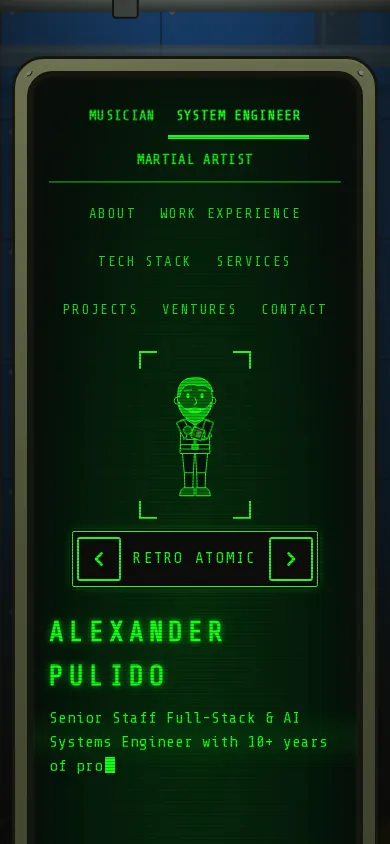 MUSICIAN SYSTEM ENGINEER
MARTIAL ARTIST
ABOUT WORK EXPERIENCE
TECH STACK SERVICES
PROJECTS VENTURES CONTACT
RETRO ATOMIC
ALEXANDER
PULIDO
Senior Staff Full-Stack & AI
Systems Engineer with 10+ years
of pro